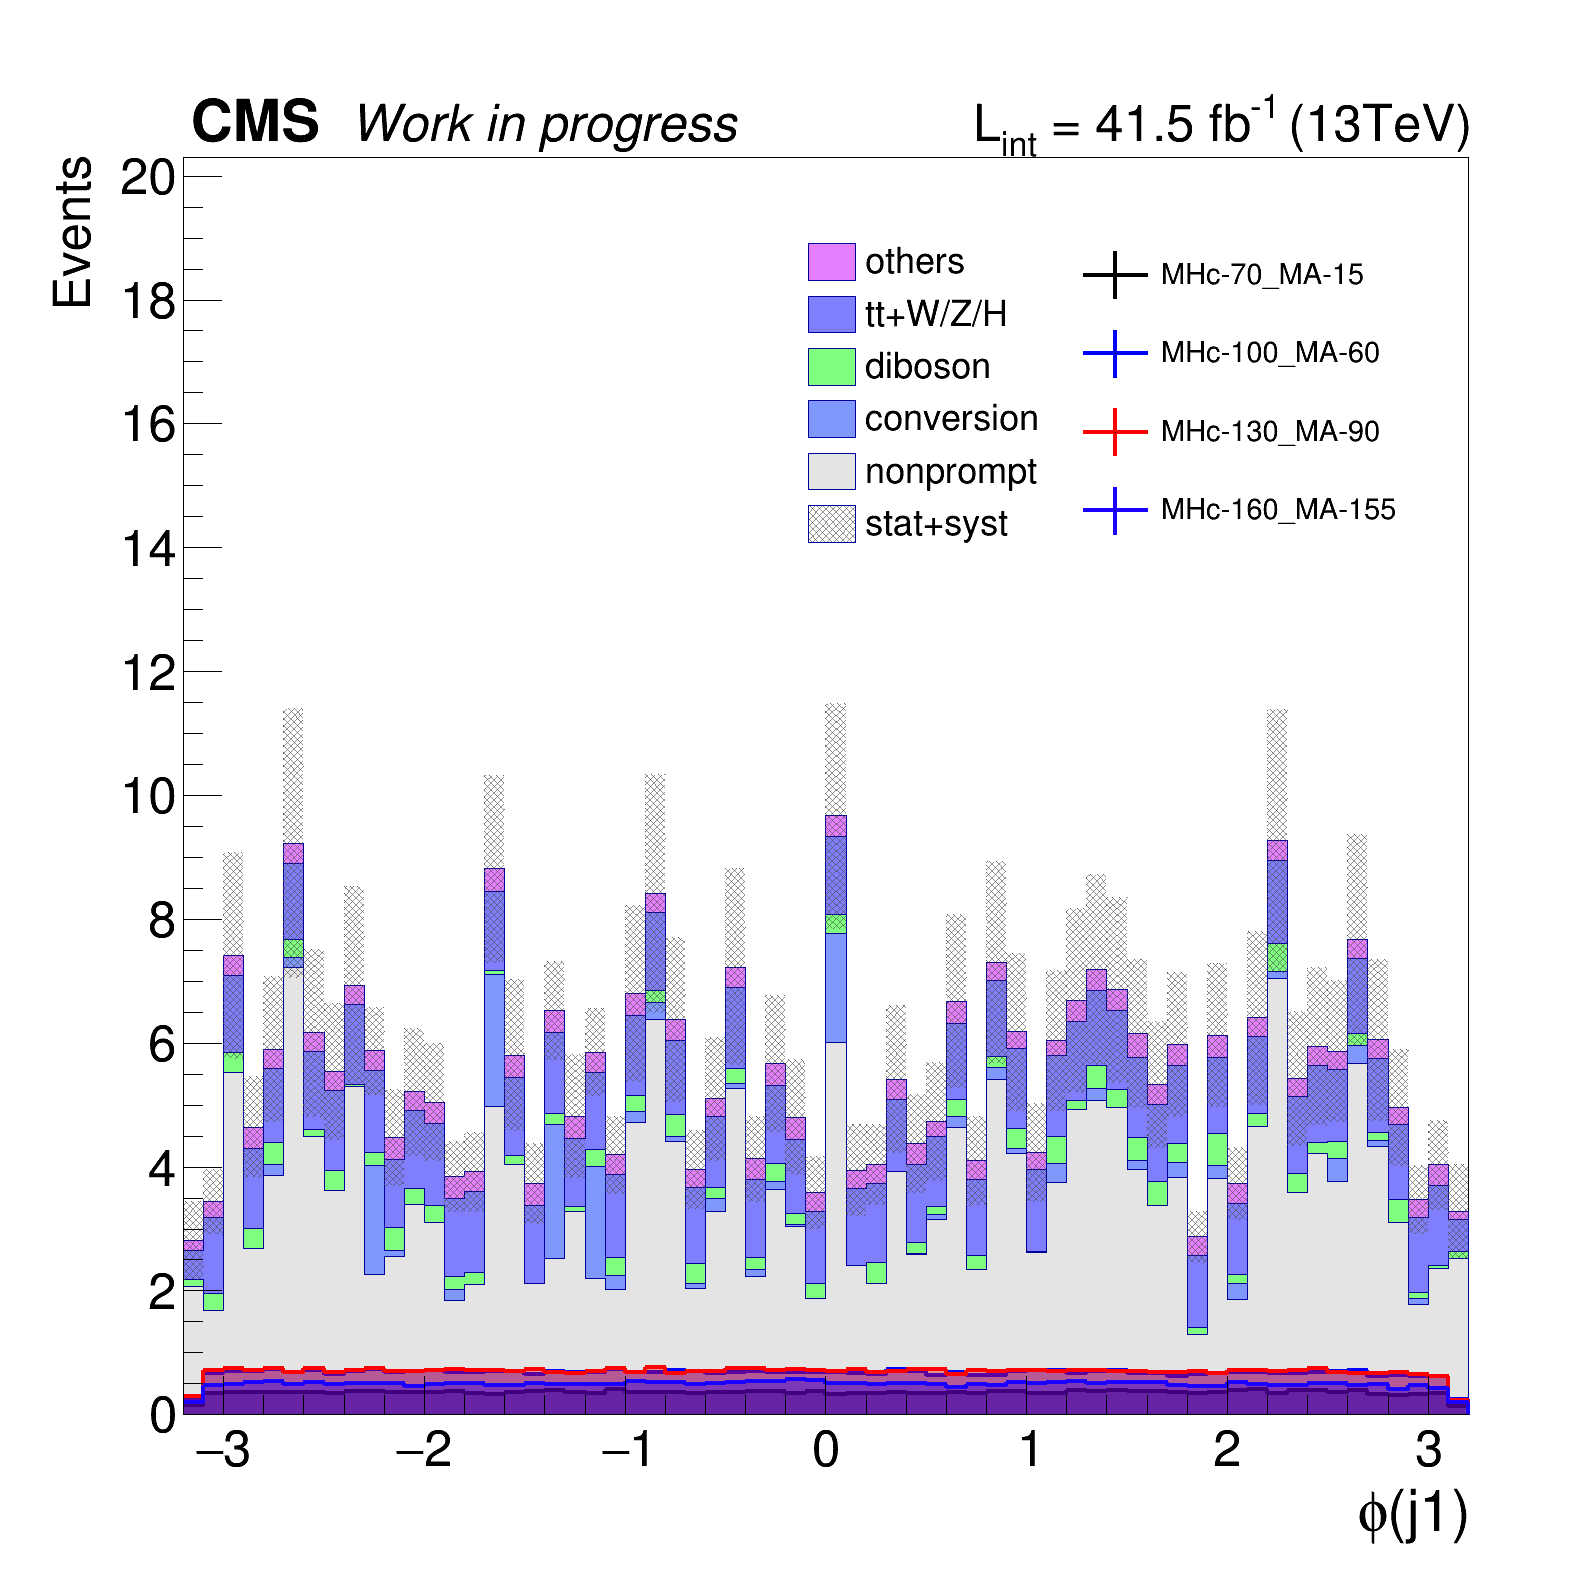 CMS Work in progress L_int = 41.5 fb^-1 (13TeV)
Events
20
18
16
14
12
10
8
6
4
2
0
others
tt+W/Z/H
diboson
conversion
nonprompt
stat+syst
MHc-70_MA-15
MHc-100_MA-60
MHc-130_MA-90
MHc-160_MA-155
−3 −2 −1 0 1 2 3
ϕ(j1)